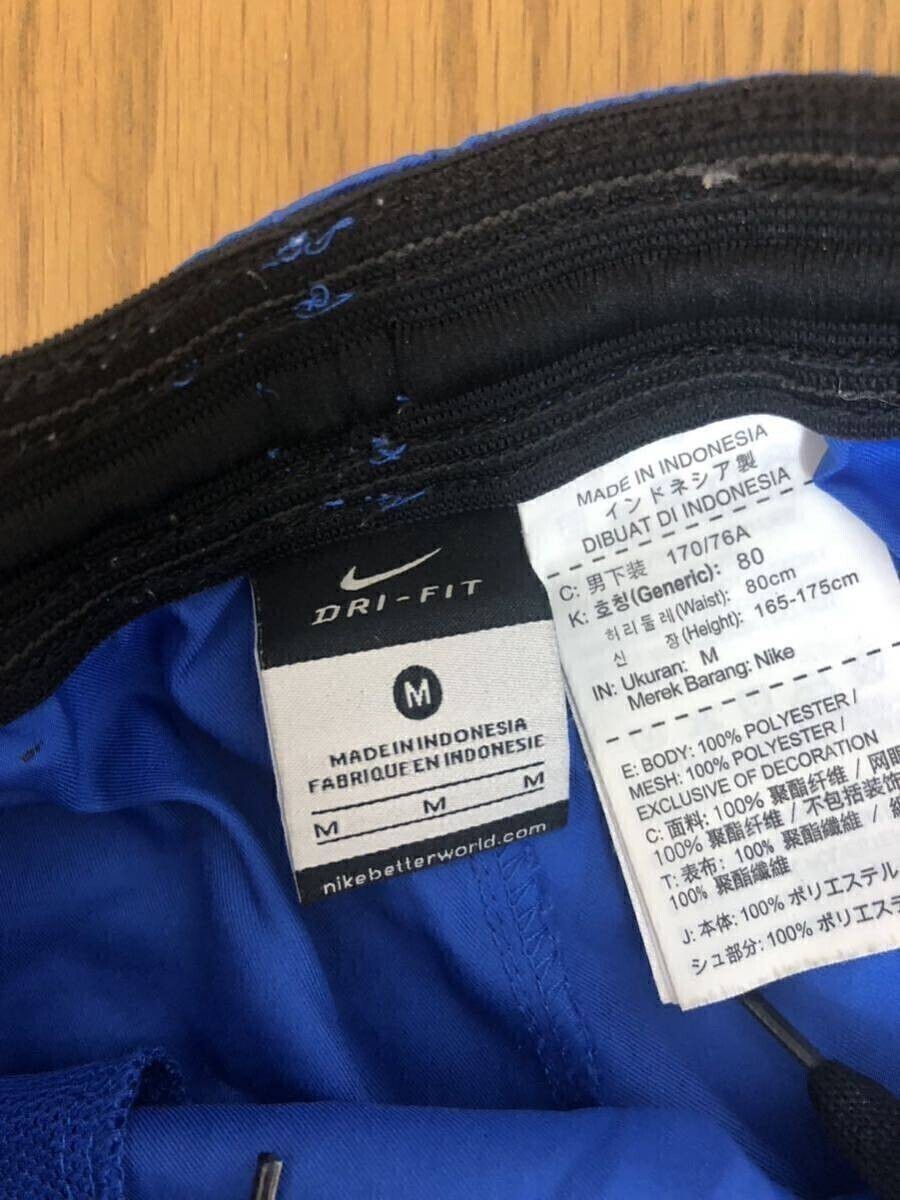 DRI-FIT
M
MADE IN INDONESIA
FABRIQUE EN INDONESIE
M M M
nikebetterworld.com
MADE IN INDONESIA
インドネシア製
DIBUAT DI INDONESIA
C: 男下装 170/76A
K: 호칭(Generic): 80
허리둘레(Waist): 80cm
신 장(Height): 165-175cm
IN: Ukuran: M
Merek Barang: Nike
E: BODY: 100% POLYESTER /
MESH: 100% POLYESTER /
EXCLUSIVE OF DECORATION
C: 面料: 100% 聚酯纤维 / 网眼
100% 聚酯纤维 / 不包括装饰
T: 表布: 100% 聚酯纖維 /
100% 聚酯纖維
J: 本体: 100% ポリエステル
シュ部分: 100% ポリエステ